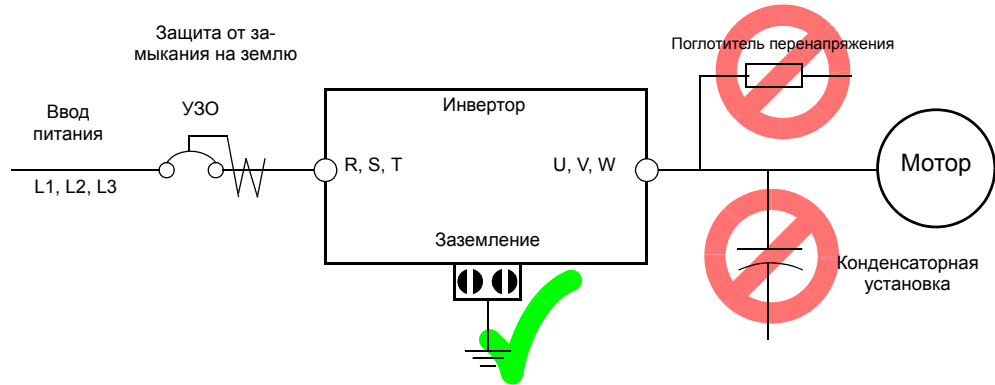 Защита от за-
мыкания на землю
Поглотитель перенапряжения
Ввод
питания
УЗО
Инвертор
L1, L2, L3
R, S, T
U, V, W
Мотор
Заземление
Конденсаторная
установка